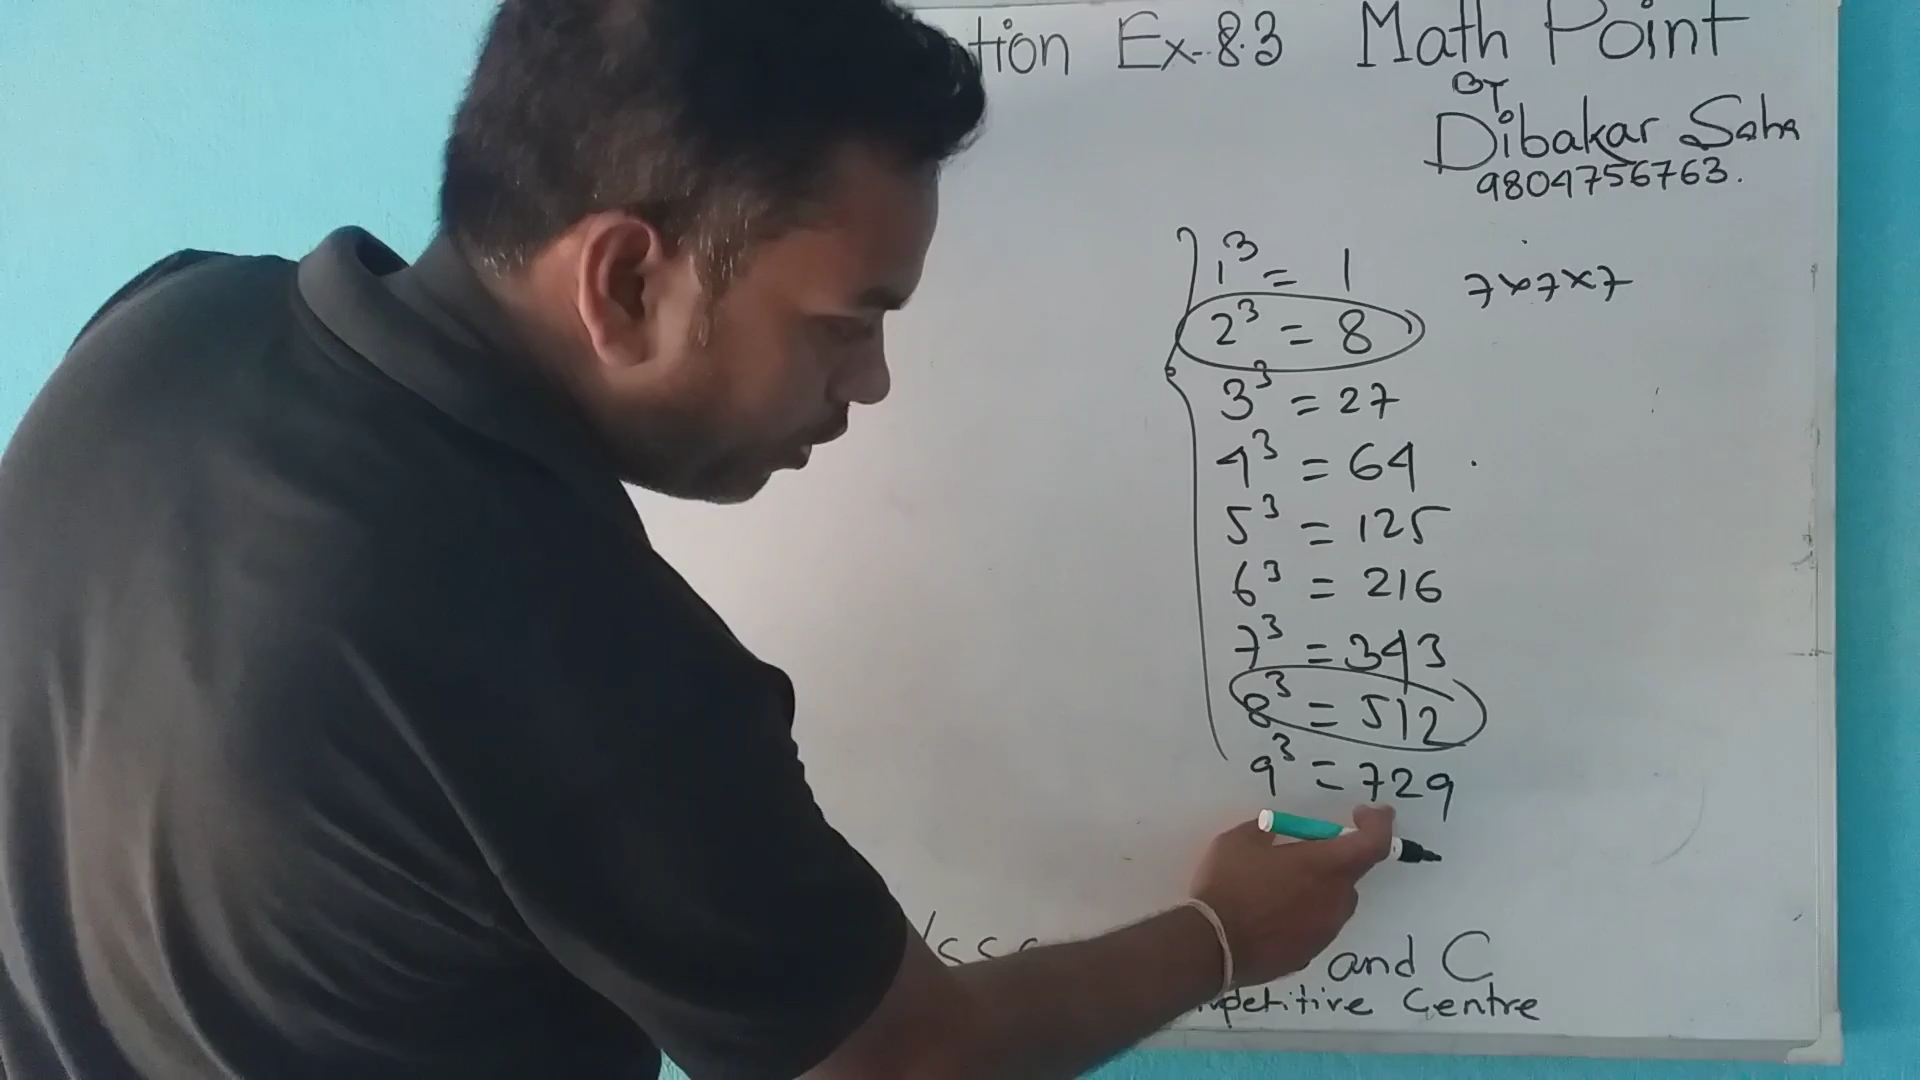 tion Ex-8.3 Math Point
By
Dibakar Saha
9804756763.
1³ = 1
7×7×7
2³ = 8
3³ = 27
4³ = 64
5³ = 125
6³ = 216
7³ = 343
8³ = 512
9³ = 729
and C
mpetitive Centre